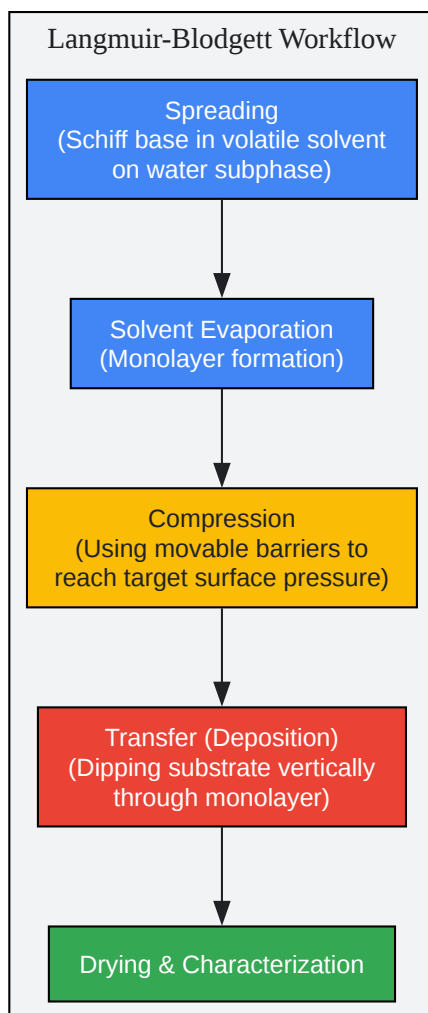 Langmuir-Blodgett Workflow
Spreading
(Schiff base in volatile solvent
on water subphase)
Solvent Evaporation
(Monolayer formation)
Compression
(Using movable barriers to
reach target surface pressure)
Transfer (Deposition)
(Dipping substrate vertically
through monolayer)
Drying & Characterization